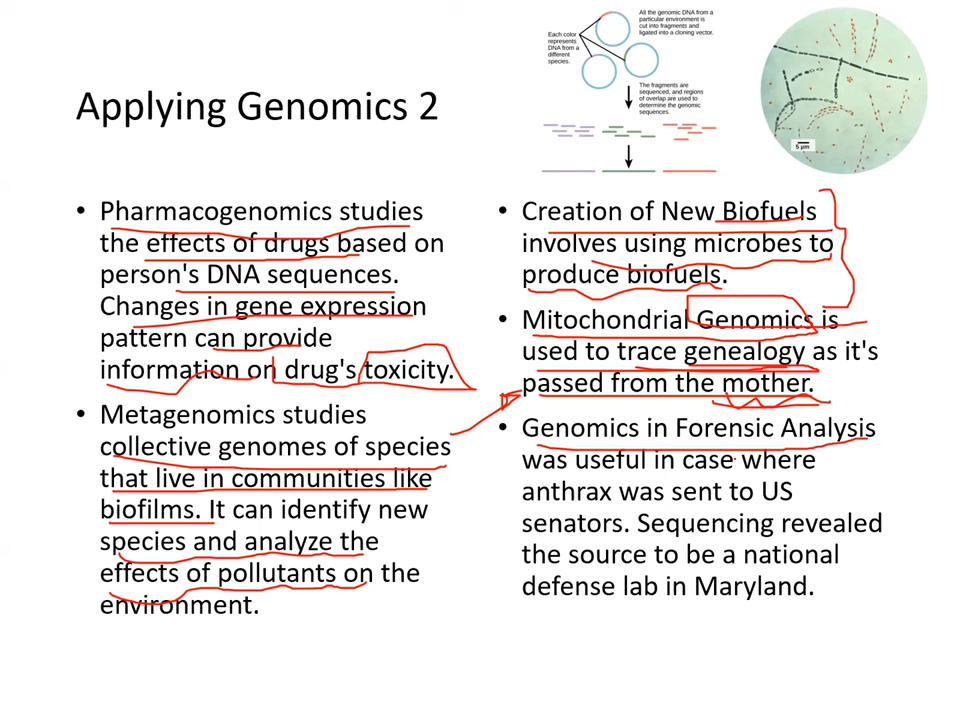 Applying Genomics 2
Each color
represents
DNA from a
different
species.
All the genomic DNA from a
particular environment is
cut into fragments and
ligated into a cloning vector.
The fragments are
sequenced, and regions
of overlap are used to
determine the genomic
sequences.
5 µm
• Pharmacogenomics studies
the effects of drugs based on
person's DNA sequences.
Changes in gene expression
pattern can provide
information on drug's toxicity.
• Metagenomics studies
collective genomes of species
that live in communities like
biofilms. It can identify new
species and analyze the
effects of pollutants on the
environment.
• Creation of New Biofuels
involves using microbes to
produce biofuels.
• Mitochondrial Genomics is
used to trace genealogy as it's
passed from the mother.
• Genomics in Forensic Analysis
was useful in case where
anthrax was sent to US
senators. Sequencing revealed
the source to be a national
defense lab in Maryland.